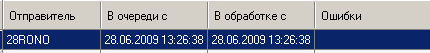 Отправитель В очереди с В обработке с Ошибки
28RONO 28.06.2009 13:26:38 28.06.2009 13:26:38